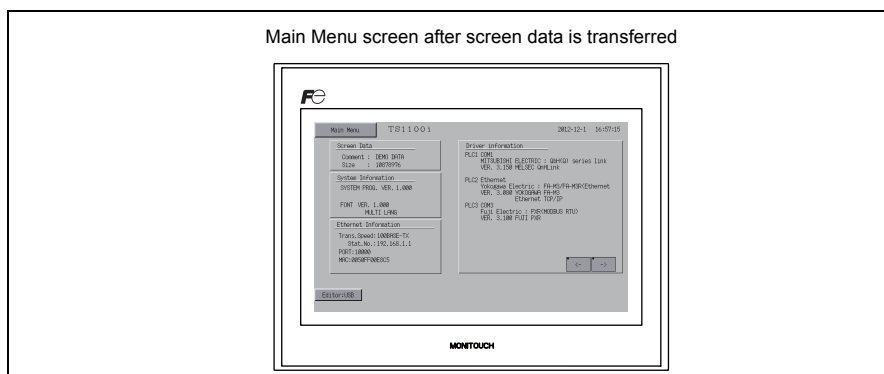 Main Menu screen after screen data is transferred
Fe
Main Menu
TS1100i
2012-12-1 16:57:15
Screen Data
Comment : DEMO DATA
Size : 10878976
System Information
SYSTEM PROG. VER. 1.000
FONT VER. 1.000
MULTI LANG
Ethernet Information
Trans.Speed:100BASE-TX
Stat.No.:192.168.1.1
PORT:10000
MAC:0050FF00E8C5
Driver information
PLC1 COM1
MITSUBISHI ELECTRIC : QnH(Q) series link
VER. 3.150 MELSEC QnHLink
PLC2 Ethernet
Yokogawa Electric : FA-M3/FA-M3R(Ethernet
VER. 3.080 YOKOGAWA FA-M3
Ethernet TCP/IP
PLC3 COM3
Fuji Electric : PXR(MODBUS RTU)
VER. 3.100 FUJI PXR
<- ->
Editor:USB
MONITOUCH